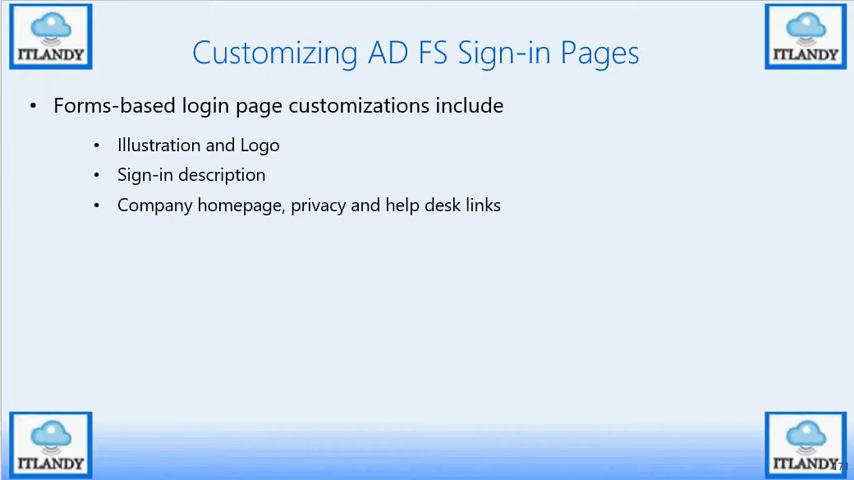 ITLANDY
ITLANDY
Customizing AD FS Sign-in Pages
• Forms-based login page customizations include
• Illustration and Logo
• Sign-in description
• Company homepage, privacy and help desk links
ITLANDY
ITLANDY
171